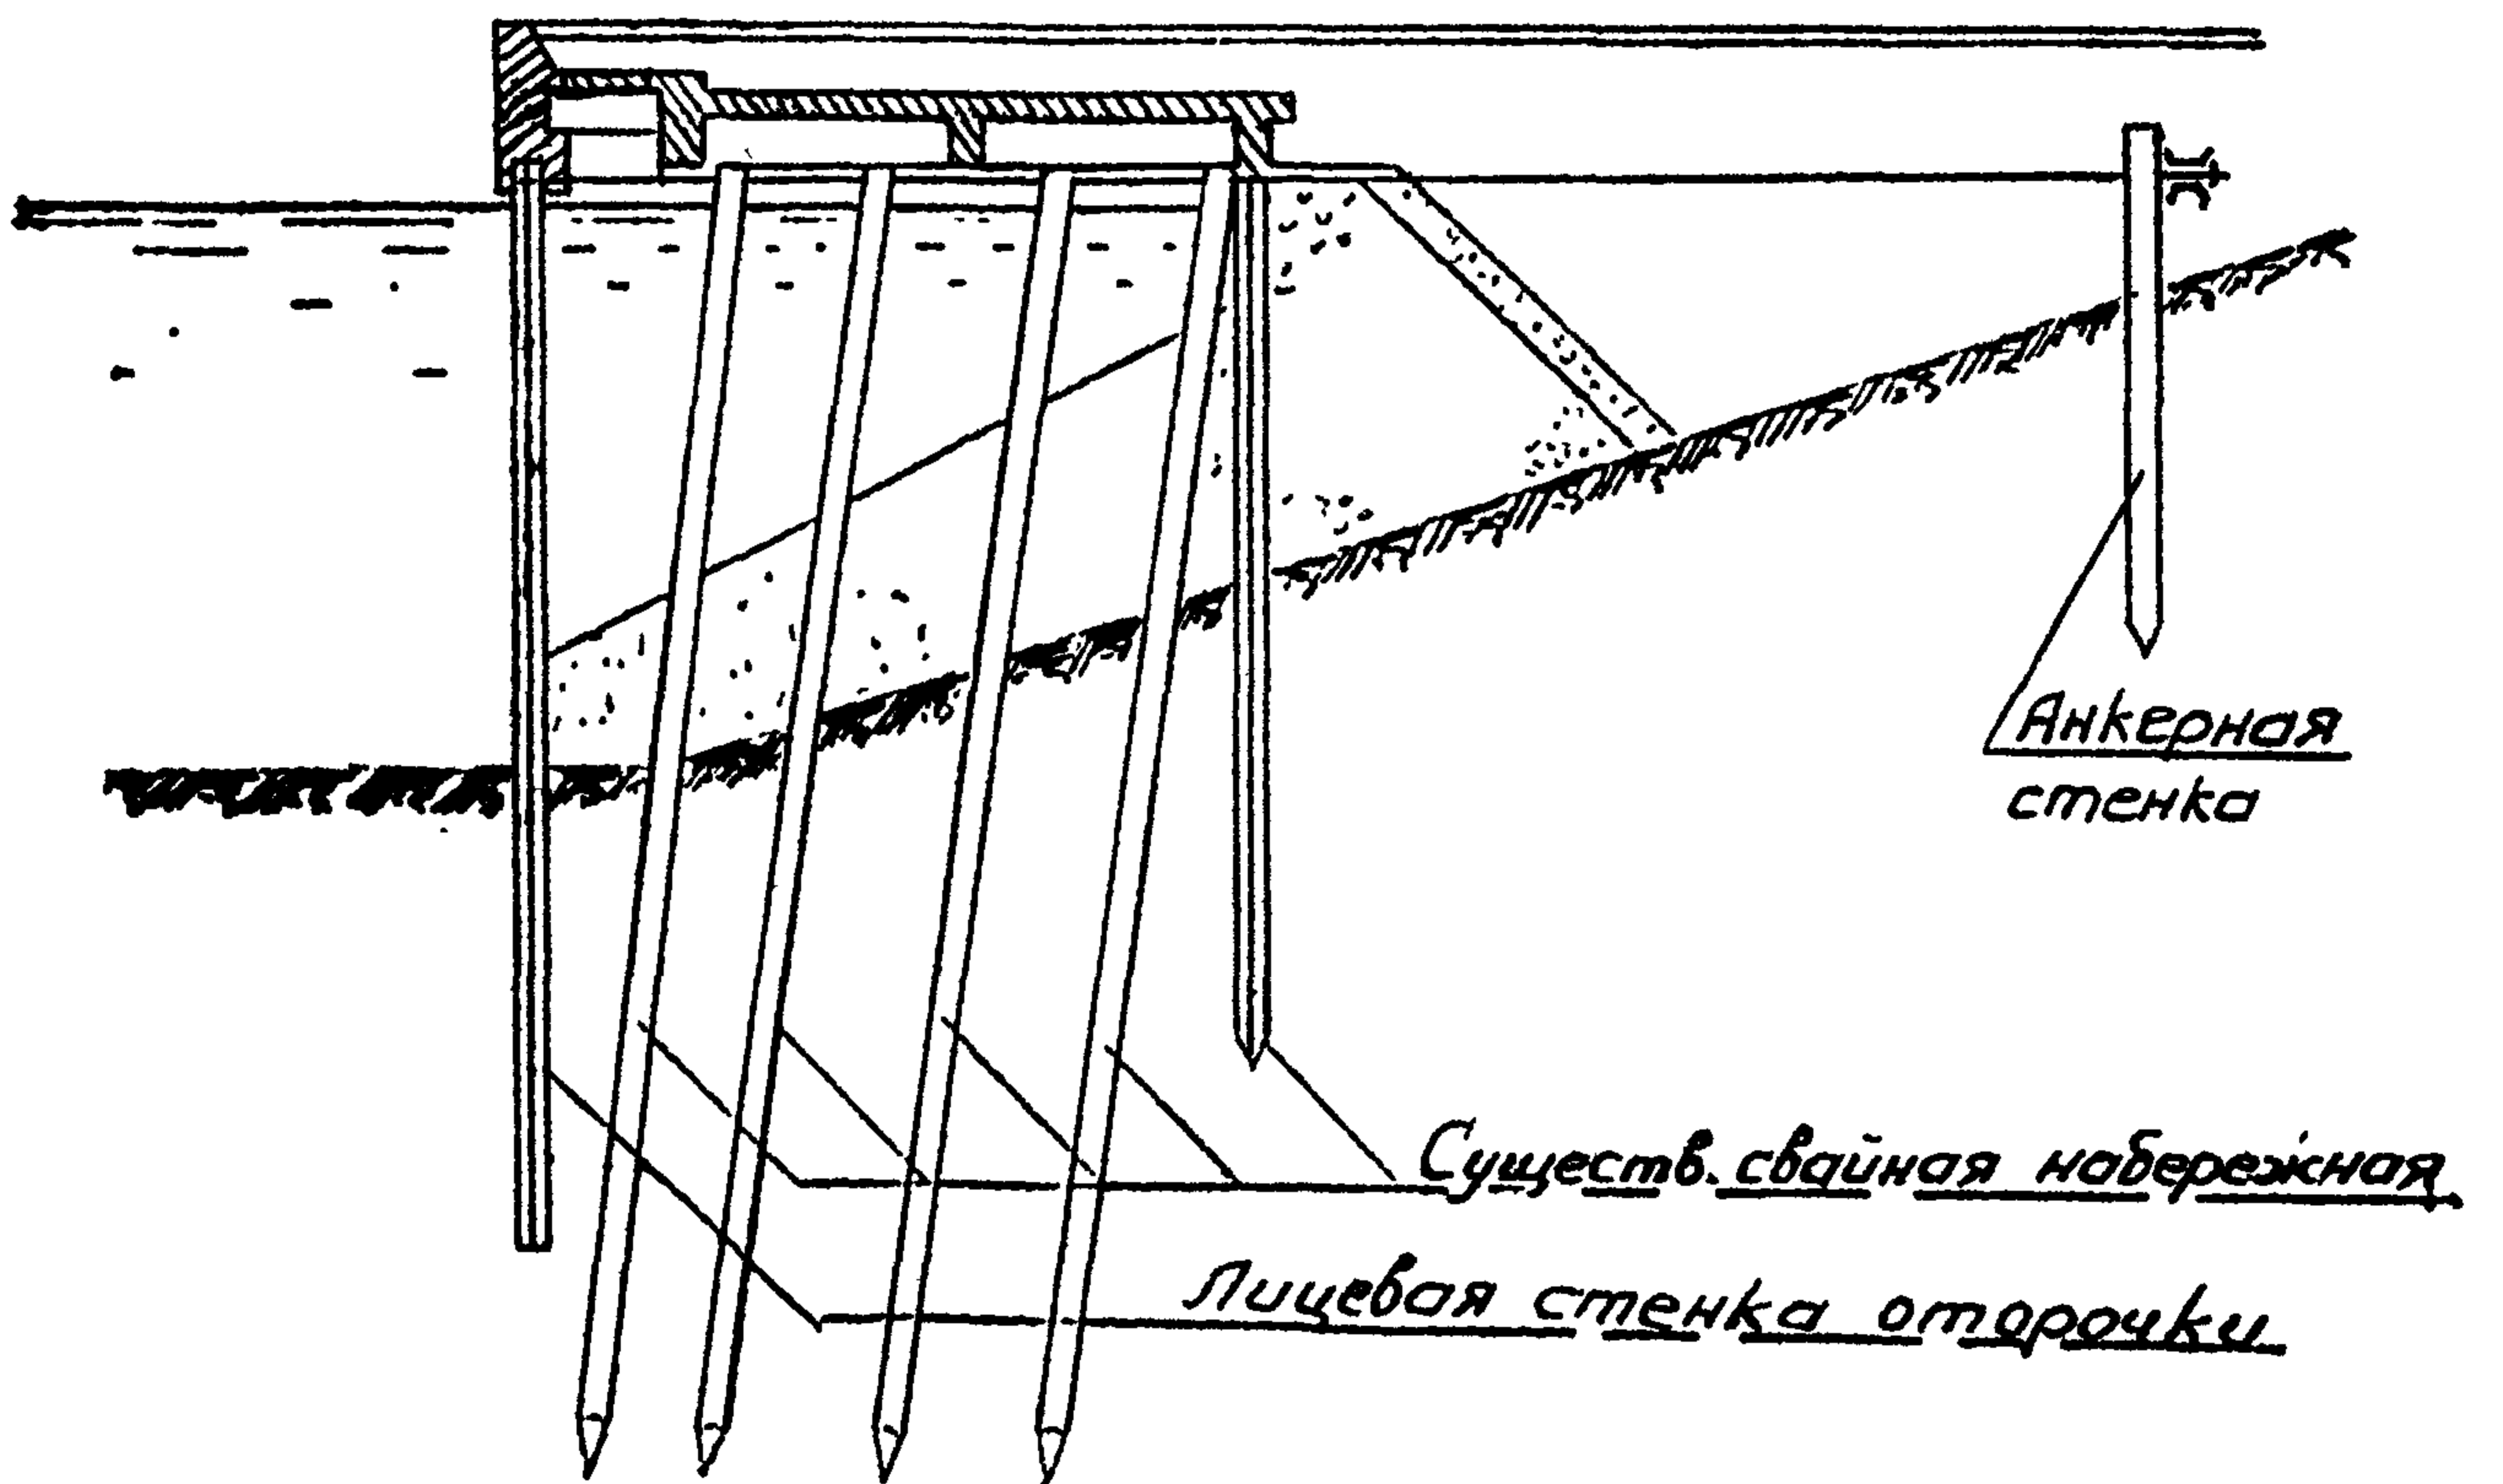 Анкерная
стенка
Существ. свайная набережная
Лицевая стенка оторочки